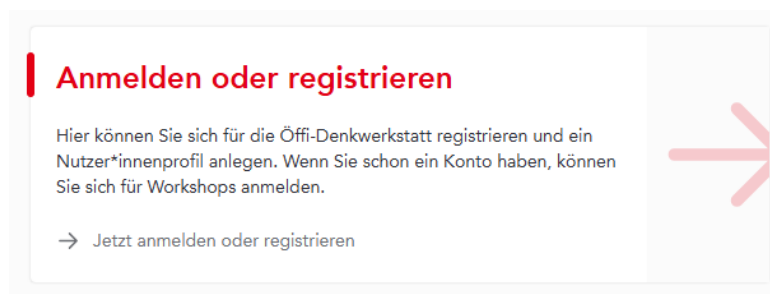 Anmelden oder registrieren
Hier können Sie sich für die Öffi-Denkwerkstatt registrieren und ein
Nutzer*innenprofil anlegen. Wenn Sie schon ein Konto haben, können
Sie sich für Workshops anmelden.
→ Jetzt anmelden oder registrieren